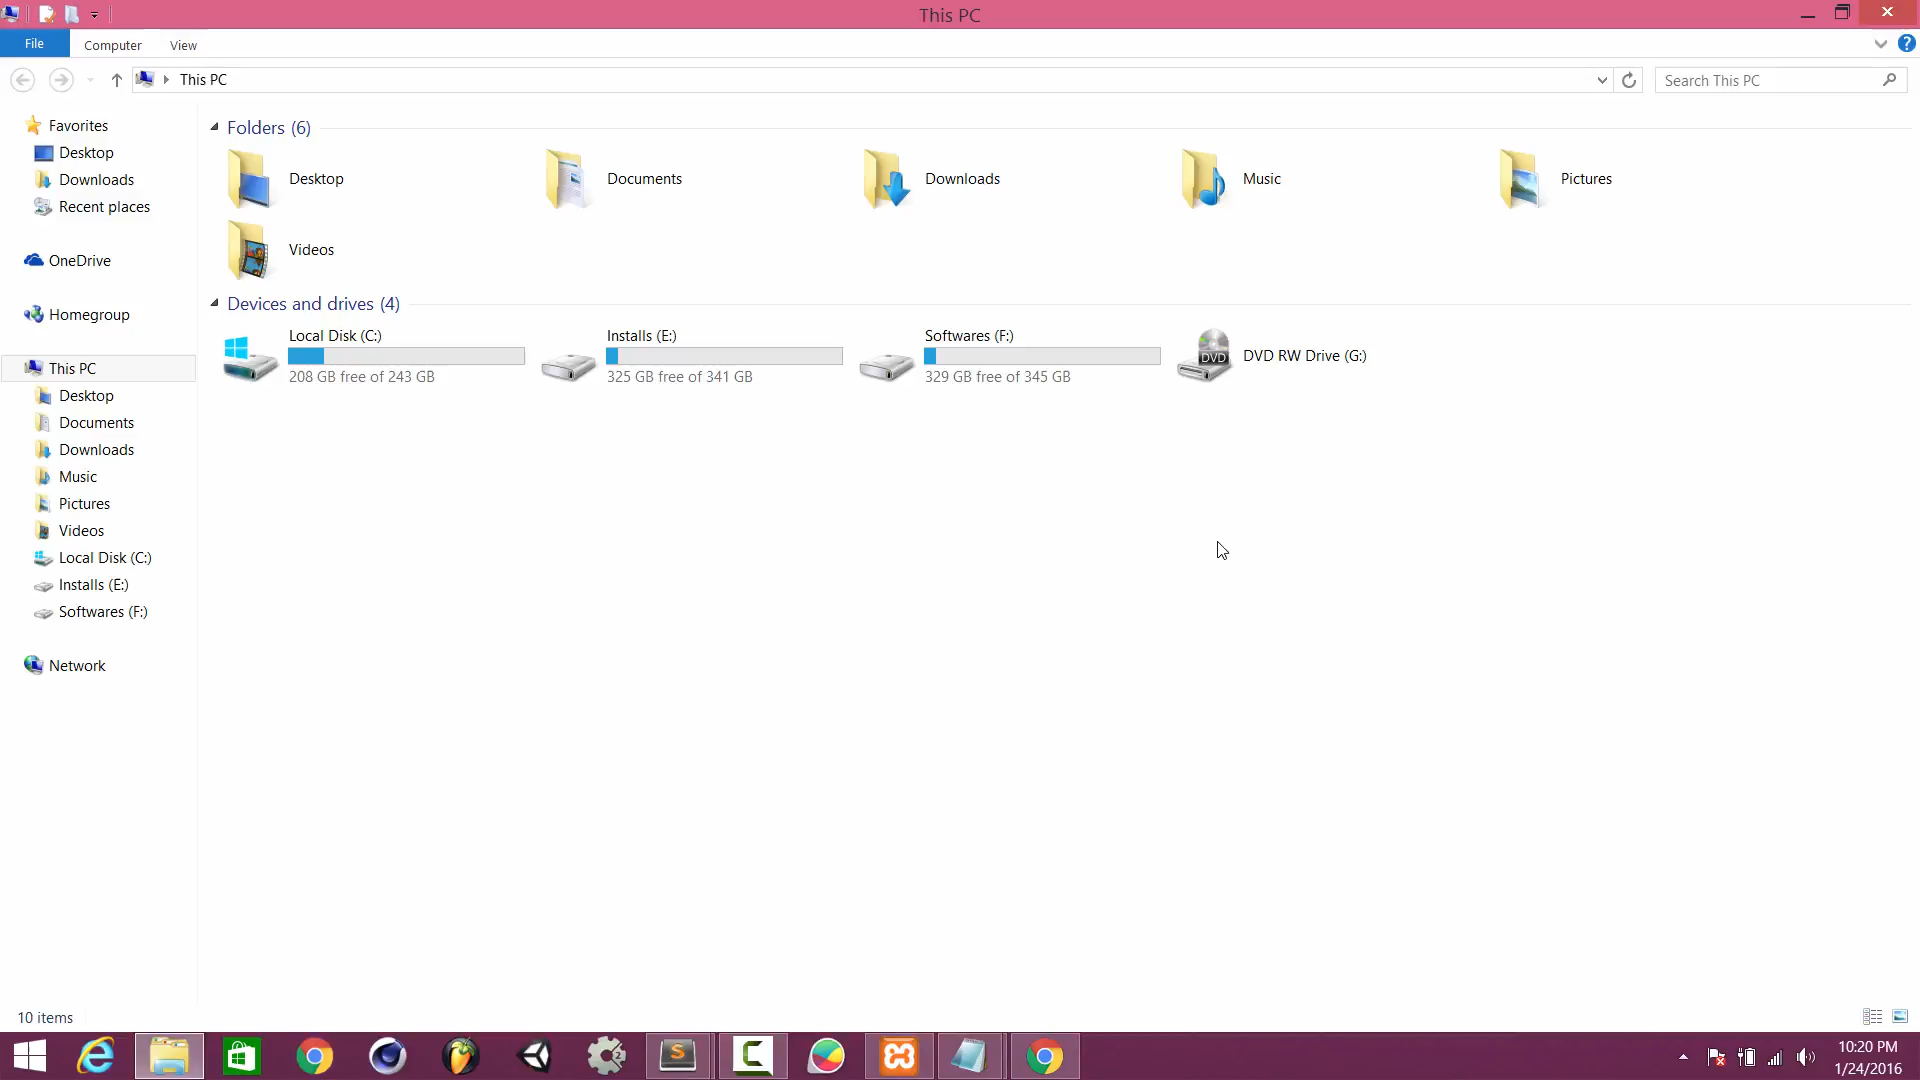 This PC
File
Computer
View
?
This PC
Search This PC
Favorites
Desktop
Downloads
Recent places
OneDrive
Homegroup
This PC
Desktop
Documents
Downloads
Music
Pictures
Videos
Local Disk (C:)
Installs (E:)
Softwares (F:)
Network
Folders (6)
Desktop
Documents
Downloads
Music
Pictures
Videos
Devices and drives (4)
Local Disk (C:)
208 GB free of 243 GB
Installs (E:)
325 GB free of 341 GB
Softwares (F:)
329 GB free of 345 GB
DVD
DVD RW Drive (G:)
10 items
10:20 PM
1/24/2016